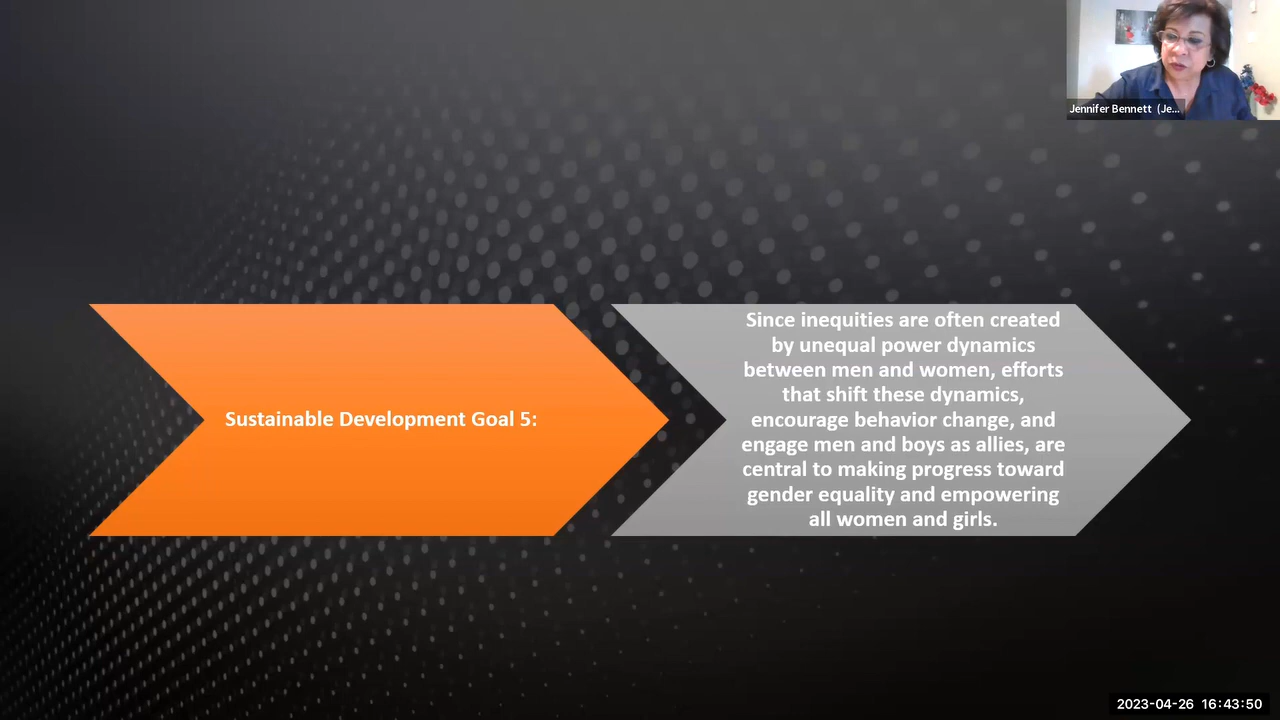 Jennifer Bennett (Je...
Sustainable Development Goal 5:
Since inequities are often created
by unequal power dynamics
between men and women, efforts
that shift these dynamics,
encourage behavior change, and
engage men and boys as allies, are
central to making progress toward
gender equality and empowering
all women and girls.
2023-04-26 16:43:50